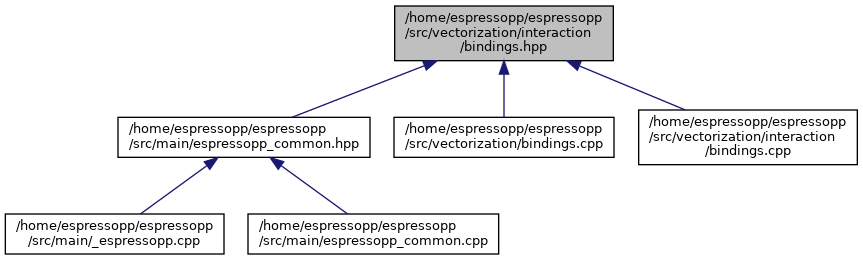 /home/espressopp/espressopp
/src/vectorization/interaction
/bindings.hpp
/home/espressopp/espressopp
/src/main/espressopp_common.hpp
/home/espressopp/espressopp
/src/vectorization/bindings.cpp
/home/espressopp/espressopp
/src/vectorization/interaction
/bindings.cpp
/home/espressopp/espressopp
/src/main/_espressopp.cpp
/home/espressopp/espressopp
/src/main/espressopp_common.cpp